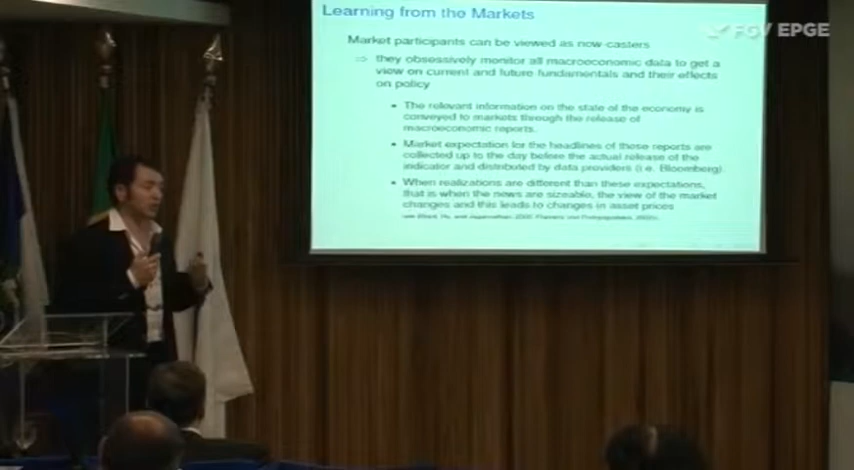 Learning from the Markets
FGV EPGE
Market participants can be viewed as now-casters
⇒ they obsessively monitor all macroeconomic data to get a
view on current and future fundamentals and their effects
on policy
• The relevant information on the state of the economy is
conveyed to markets through the release of
macroeconomic reports.
• Market expectation for the headlines of these reports are
collected up to the day before the actual release of the
indicator and distributed by data providers (i.e. Bloomberg).
• When realizations are different than these expectations,
that is when the news are sizeable, the view of the market
changes and this leads to changes in asset prices